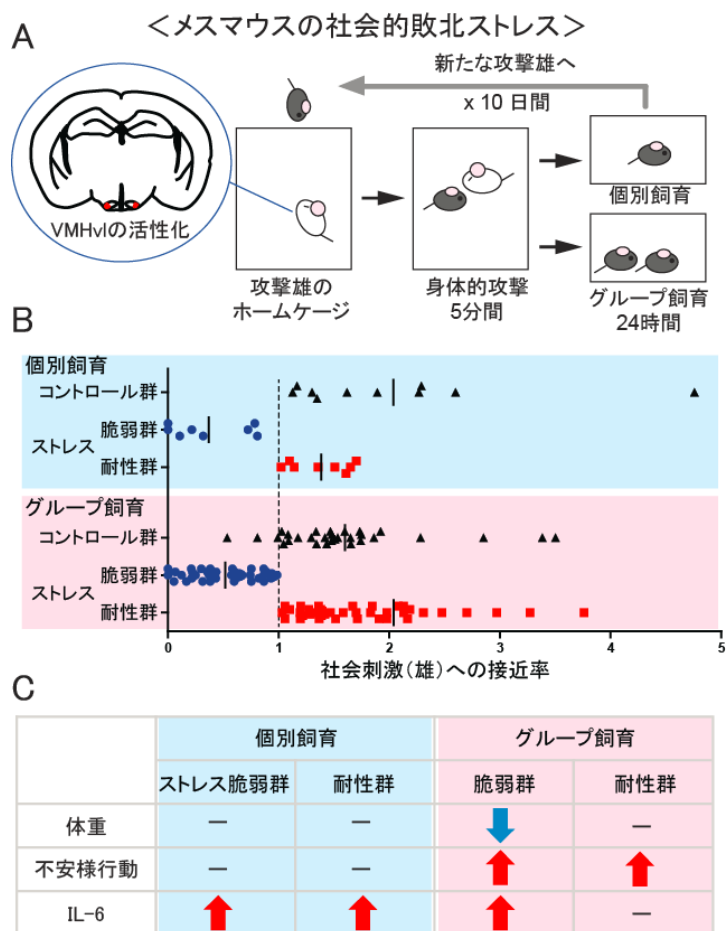 A
＜メスマウスの社会的敗北ストレス＞
新たな攻撃雄へ
x 10 日間
VMHvlの活性化
攻撃雄の
ホームケージ
身体的攻撃
5分間
個別飼育
グループ飼育
24時間
B
個別飼育
コントロール群
ストレス
脆弱群
耐性群
グループ飼育
コントロール群
ストレス
脆弱群
耐性群
0 1 2 3 4 5
社会刺激(雄)への接近率
C
個別飼育 グループ飼育
ストレス脆弱群 耐性群 脆弱群 耐性群
体重 － － －
不安様行動 － －
IL-6 －